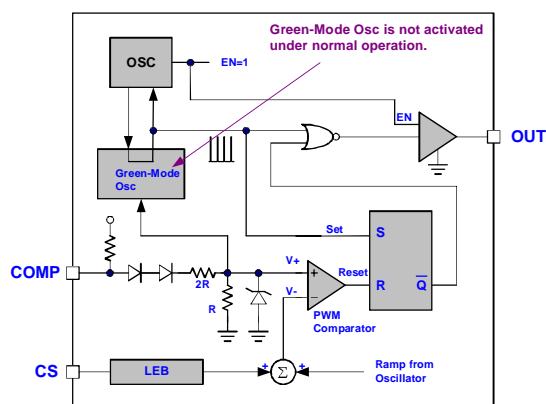 Green-Mode Osc is not activated
under normal operation.
OSC
EN=1
EN
OUT
Green-Mode
Osc
Set
S
COMP
2R
V+
Reset
R
Q
R
V-
PWM
Comparator
CS
LEB
+
Σ
+
Ramp from
Oscillator